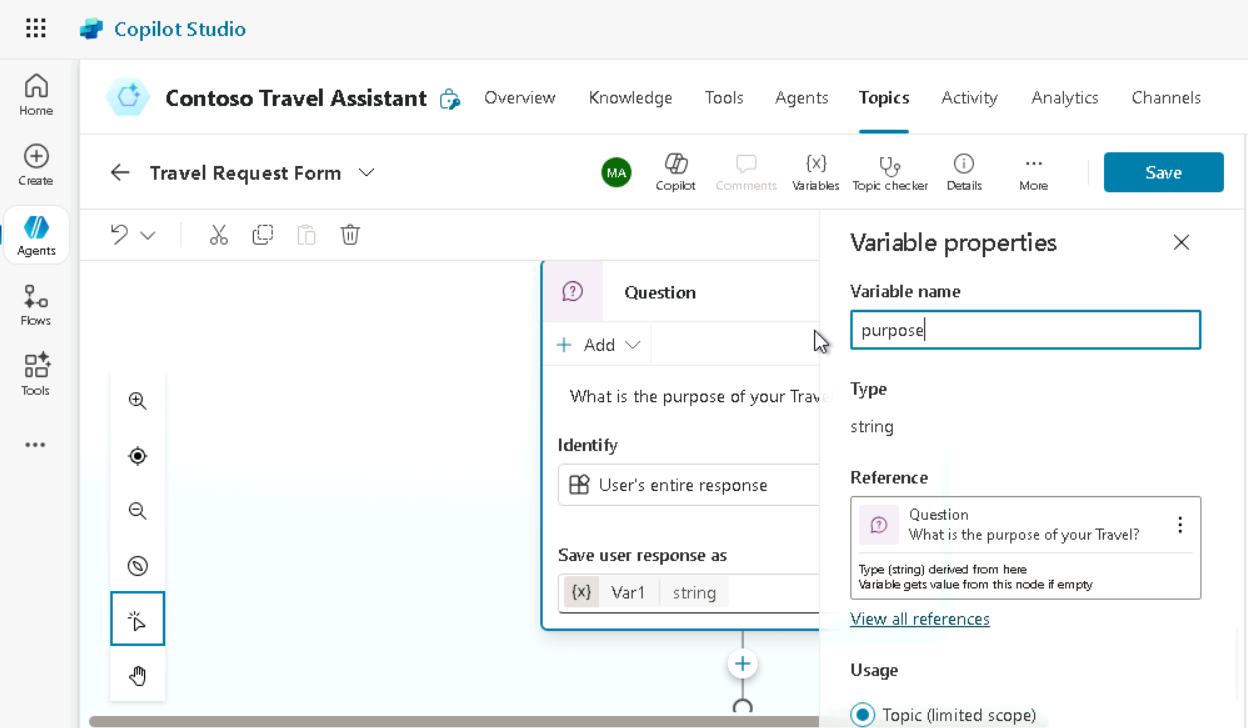 Copilot Studio
Home
Create
Agents
Flows
Tools
Contoso Travel Assistant
Overview
Knowledge
Tools
Agents
Topics
Activity
Analytics
Channels
Travel Request Form
MA
Copilot
Comments
{x}
Variables
Topic checker
Details
More
Save
Question
Add
What is the purpose of your Trave
Identify
User's entire response
Save user response as
{x} Var1 string
Variable properties
Variable name
purpose
Type
string
Reference
Question
What is the purpose of your Travel?
Type (string) derived from here
Variable gets value from this node if empty
View all references
Usage
Topic (limited scope)